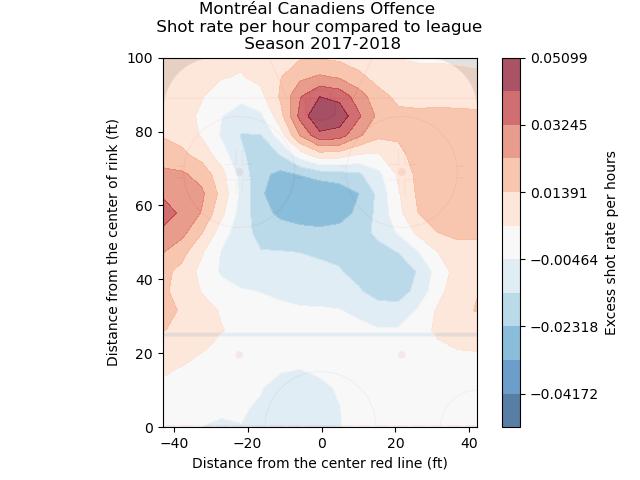 Montréal Canadiens Offence
Shot rate per hour compared to league
Season 2017-2018
100
80
60
40
20
0
Distance from the center of rink (ft)
−40
−20
0
20
40
Distance from the center red line (ft)
0.05099
0.03245
0.01391
−0.00464
−0.02318
−0.04172
Excess shot rate per hours